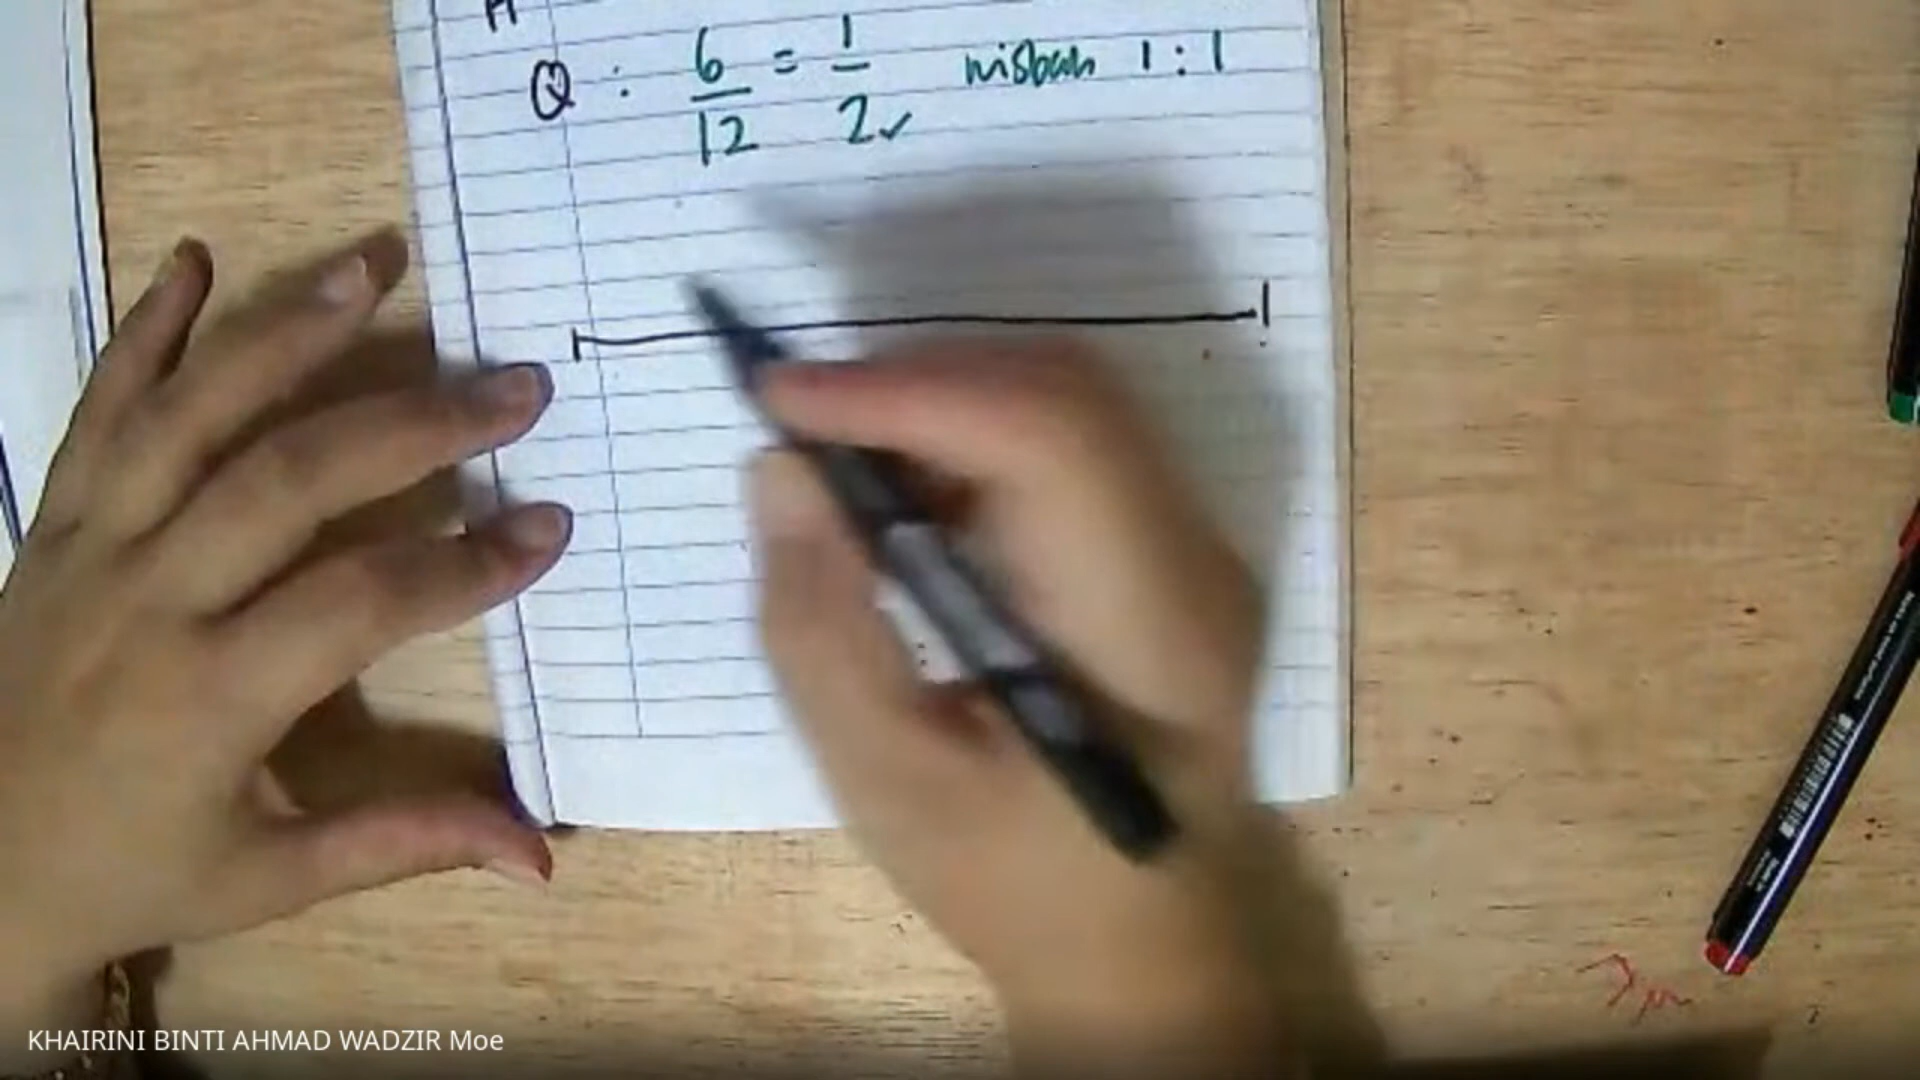 Q : 6/12 = 1/2 ✓ nisbah 1 : 1
KHAIRINI BINTI AHMAD WADZIR Moe